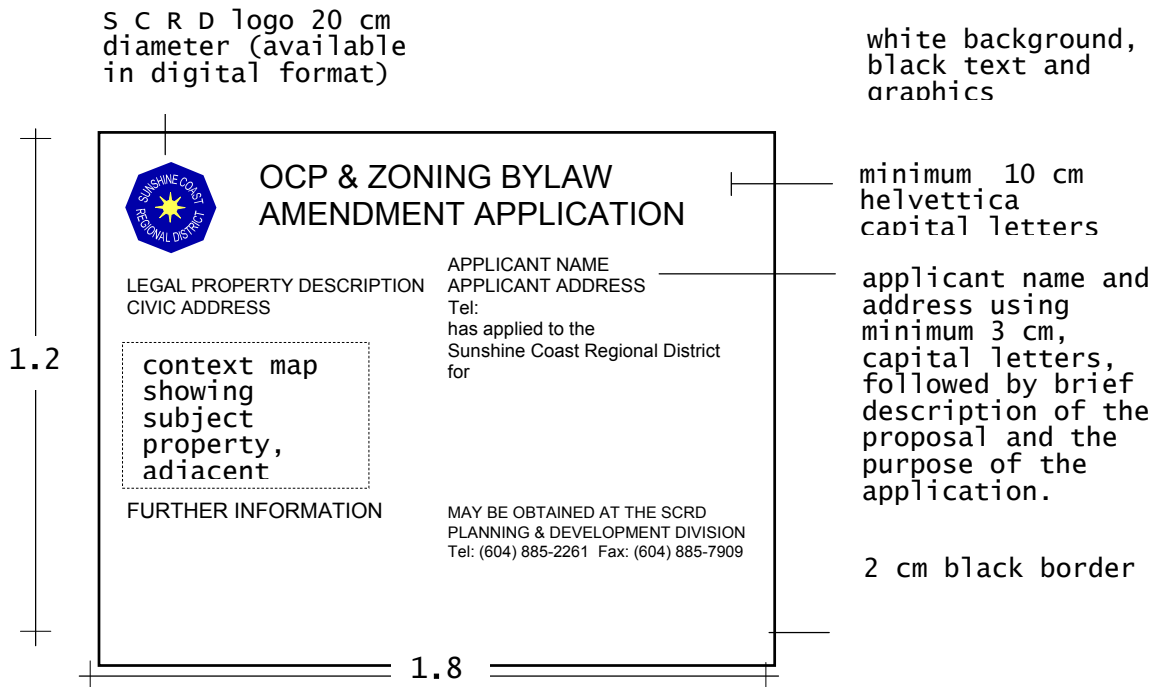 S C R D logo 20 cm
diameter (available
in digital format)
white background,
black text and
graphics
SUNSHINE COAST
REGIONAL DISTRICT
OCP & ZONING BYLAW
AMENDMENT APPLICATION
minimum 10 cm
helvettica
capital letters
LEGAL PROPERTY DESCRIPTION
CIVIC ADDRESS
APPLICANT NAME
APPLICANT ADDRESS
Tel:
has applied to the
Sunshine Coast Regional District
for
applicant name and
address using
minimum 3 cm,
capital letters,
followed by brief
description of the
proposal and the
purpose of the
application.
1.2
context map
showing
subject
property,
adjacent
FURTHER INFORMATION
MAY BE OBTAINED AT THE SCRD
PLANNING & DEVELOPMENT DIVISION
Tel: (604) 885-2261 Fax: (604) 885-7909
2 cm black border
1.8